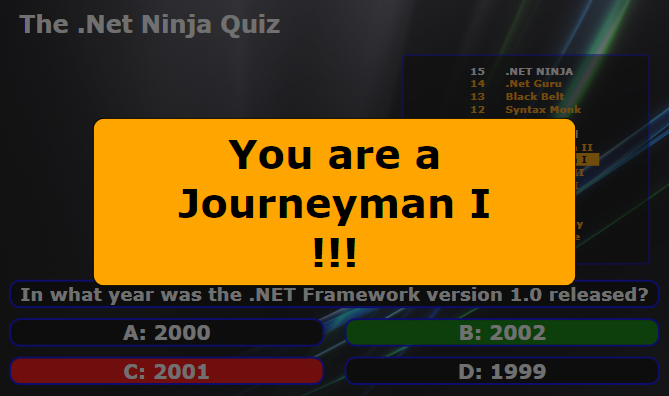 The .Net Ninja Quiz
15 .NET NINJA
14 .Net Guru
13 Black Belt
12 Syntax Monk
II
I
You are a
Journeyman I
!!!
In what year was the .NET Framework version 1.0 released?
A: 2000
B: 2002
C: 2001
D: 1999